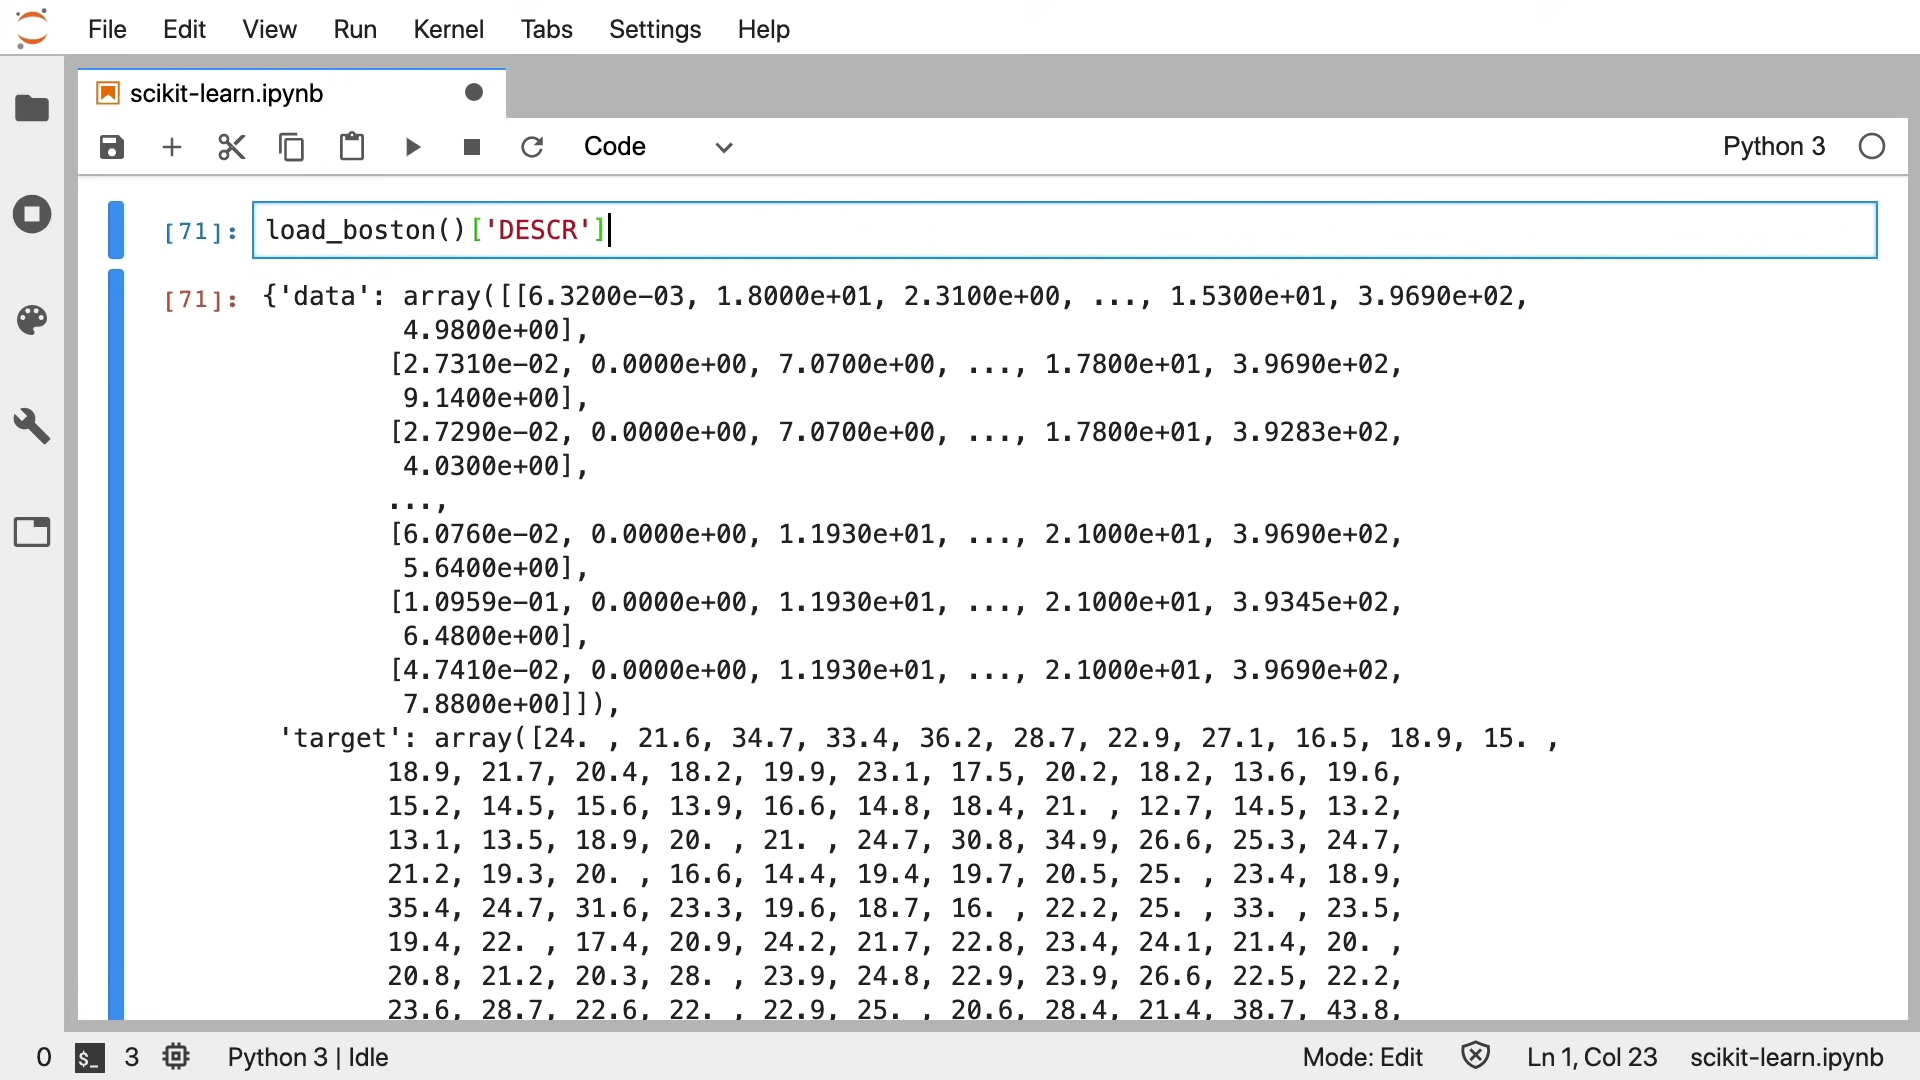 File Edit View Run Kernel Tabs Settings Help
scikit-learn.ipynb
Code Python 3
[71]: load_boston()['DESCR']
[71]: {'data': array([[6.3200e-03, 1.8000e+01, 2.3100e+00, ..., 1.5300e+01, 3.9690e+02,
4.9800e+00],
[2.7310e-02, 0.0000e+00, 7.0700e+00, ..., 1.7800e+01, 3.9690e+02,
9.1400e+00],
[2.7290e-02, 0.0000e+00, 7.0700e+00, ..., 1.7800e+01, 3.9283e+02,
4.0300e+00],
...,
[6.0760e-02, 0.0000e+00, 1.1930e+01, ..., 2.1000e+01, 3.9690e+02,
5.6400e+00],
[1.0959e-01, 0.0000e+00, 1.1930e+01, ..., 2.1000e+01, 3.9345e+02,
6.4800e+00],
[4.7410e-02, 0.0000e+00, 1.1930e+01, ..., 2.1000e+01, 3.9690e+02,
7.8800e+00]]),
'target': array([24. , 21.6, 34.7, 33.4, 36.2, 28.7, 22.9, 27.1, 16.5, 18.9, 15. ,
18.9, 21.7, 20.4, 18.2, 19.9, 23.1, 17.5, 20.2, 18.2, 13.6, 19.6,
15.2, 14.5, 15.6, 13.9, 16.6, 14.8, 18.4, 21. , 12.7, 14.5, 13.2,
13.1, 13.5, 18.9, 20. , 21. , 24.7, 30.8, 34.9, 26.6, 25.3, 24.7,
21.2, 19.3, 20. , 16.6, 14.4, 19.4, 19.7, 20.5, 25. , 23.4, 18.9,
35.4, 24.7, 31.6, 23.3, 19.6, 18.7, 16. , 22.2, 25. , 33. , 23.5,
19.4, 22. , 17.4, 20.9, 24.2, 21.7, 22.8, 23.4, 24.1, 21.4, 20. ,
20.8, 21.2, 20.3, 28. , 23.9, 24.8, 22.9, 23.9, 26.6, 22.5, 22.2,
23.6, 28.7, 22.6, 22. , 22.9, 25. , 20.6, 28.4, 21.4, 38.7, 43.8,
0 $_ 3 Python 3 | Idle Mode: Edit Ln 1, Col 23 scikit-learn.ipynb